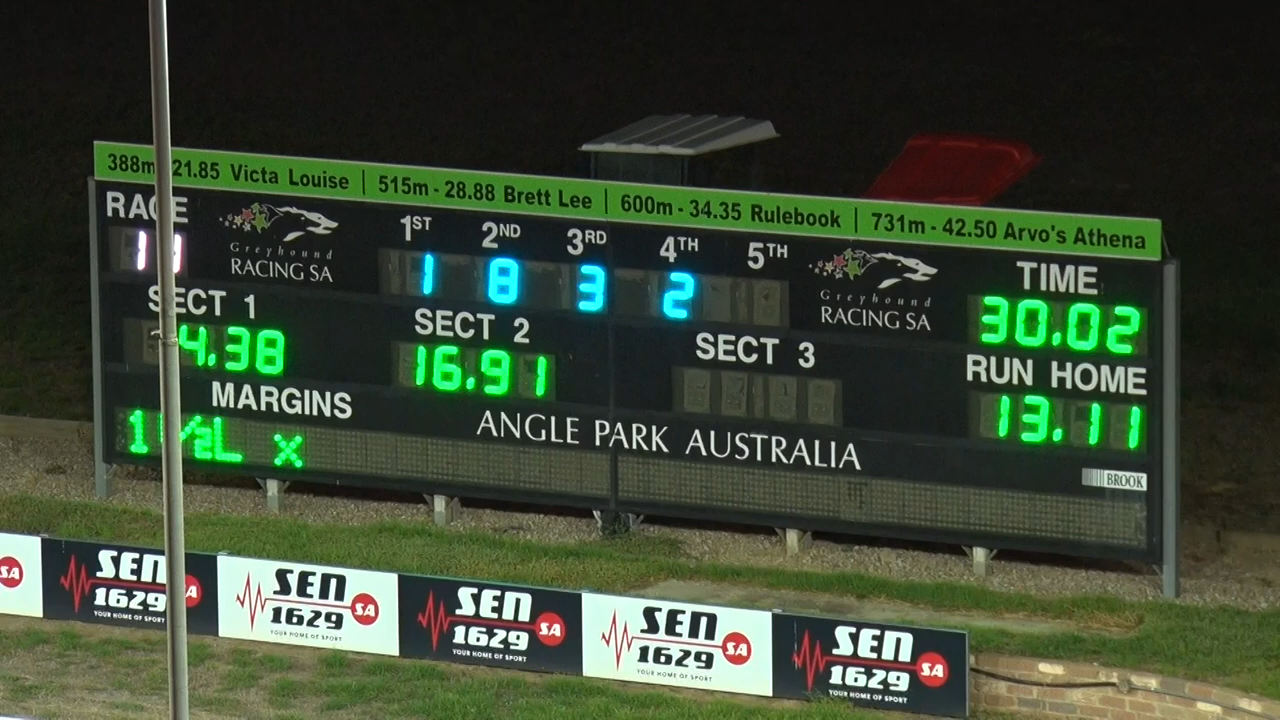 388m 21.85 Victa Louise | 515m - 28.88 Brett Lee | 600m - 34.35 Rulebook | 731m - 42.50 Arvo's Athena
RACE
11
Greyhound
RACING SA
1ST 2ND 3RD 4TH 5TH
1 8 3 2
Greyhound
RACING SA
TIME
30.02
SECT 1
4.38
SECT 2
16.91
SECT 3
RUN HOME
13.11
MARGINS
1 ½L x
ANGLE PARK AUSTRALIA
BROOK
SA
SEN
1629 SA
YOUR HOME OF SPORT
SEN
1629 SA
YOUR HOME OF SPORT
SEN
1629 SA
YOUR HOME OF SPORT
SEN
1629 SA
YOUR HOME OF SPORT
SEN
1629 SA
YOUR HOME OF SPORT